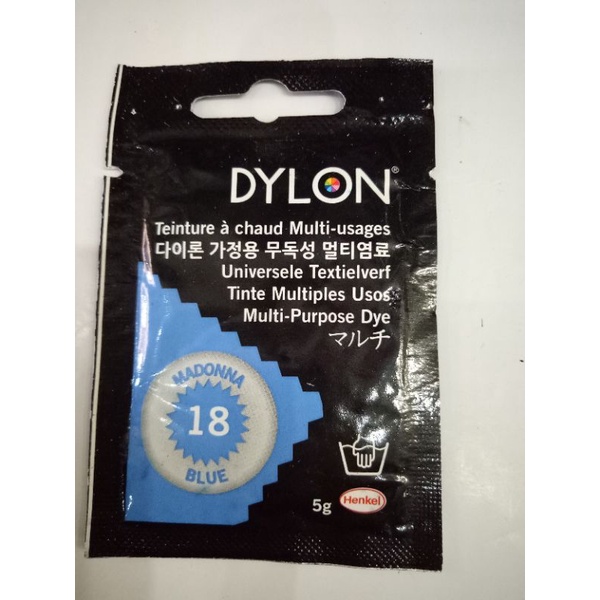 DYLON®
Teinture à chaud Multi-usages
다이론 가정용 무독성 멀티염료
Universele Textielverf
Tinte Multiples Usos
Multi-Purpose Dye
マルチ
MADONNA
18
BLUE
5g
Henkel